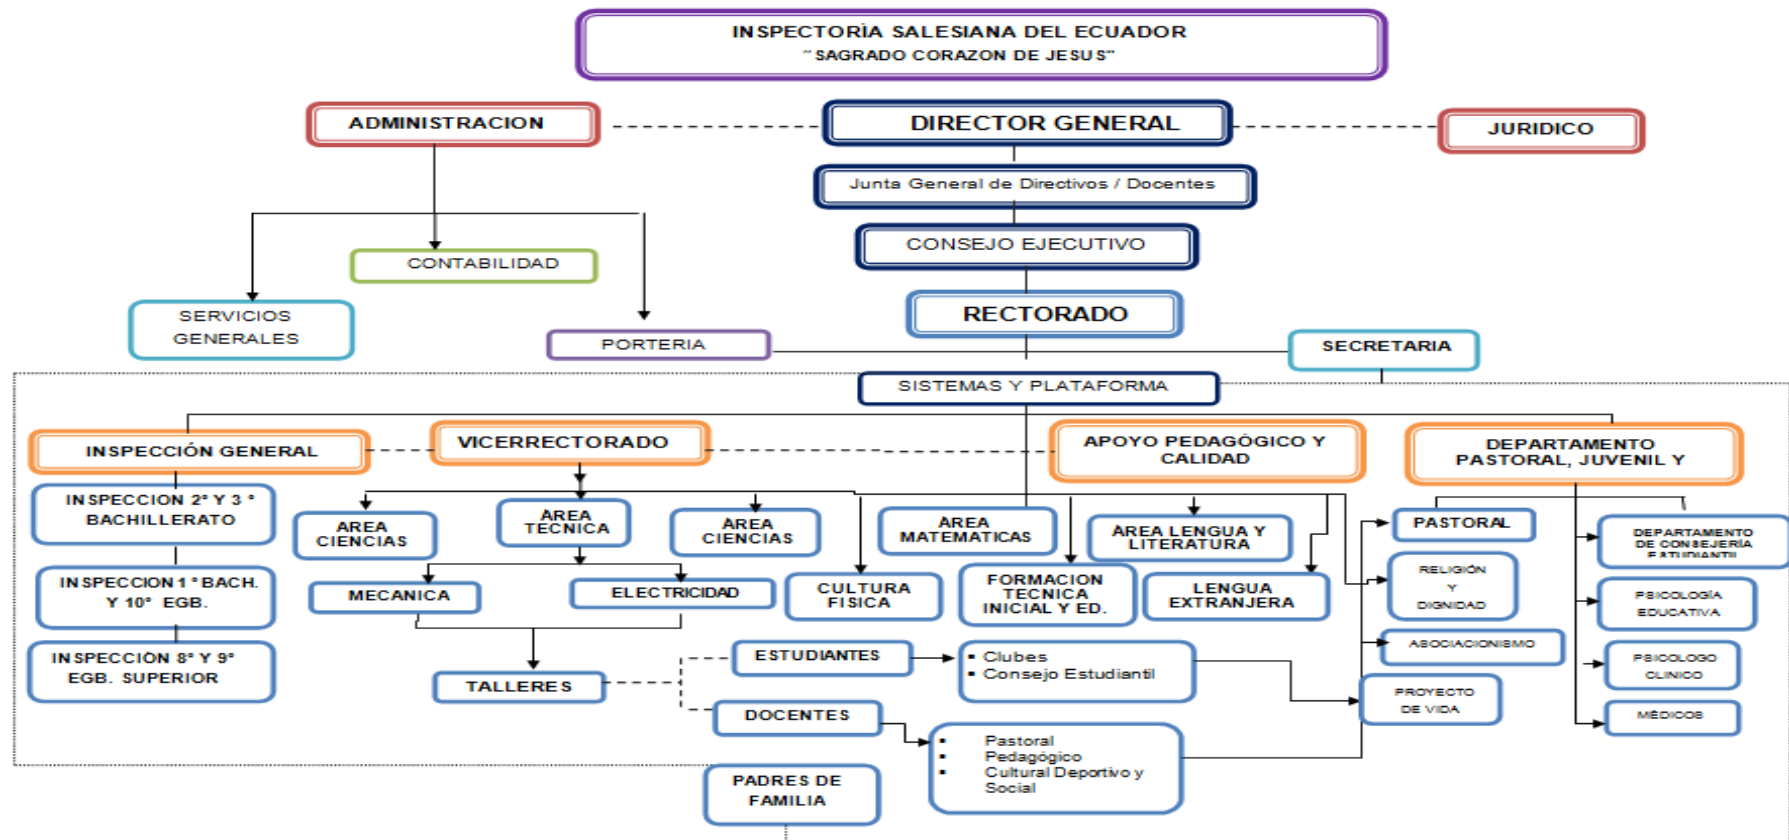 INSPECTORÌA SALESIANA DEL ECUADOR
¨SAGRADO CORAZON DE JESUS"
ADMINISTRACION
DIRECTOR GENERAL
JURIDICO
Junta General de Directivos / Docentes
CONSEJO EJECUTIVO
CONTABILIDAD
SERVICIOS
GENERALES
RECTORADO
PORTERIA
SECRETARIA
SISTEMAS Y PLATAFORMA
INSPECCIÓN GENERAL
VICERRECTORADO
APOYO PEDAGÓGICO Y
CALIDAD
DEPARTAMENTO
PASTORAL, JUVENIL Y
INSPECCION 2° Y 3 °
BACHILLERATO
AREA
CIENCIAS
AREA
TECNICA
AREA
CIENCIAS
AREA
MATEMATICAS
AREA LENGUA Y
LITERATURA
PASTORAL
DEPARTAMENTO
DE CONSEJERÍA
ESTUDIANTIL
INSPECCION 1° BACH.
Y 10° EGB.
MECANICA
ELECTRICIDAD
CULTURA
FISICA
FORMACION
TECNICA
INICIAL Y ED.
LENGUA
EXTRANJERA
RELIGIÓN
Y
DIGNIDAD
PSICOLOGÍA
EDUCATIVA
INSPECCIÒN 8° Y 9°
EGB. SUPERIOR
TALLERES
ESTUDIANTES
▪ Clubes
▪ Consejo Estudiantil
ASOCIACIONISMO
PSICOLOGO
CLINICO
PROYECTO
DE VIDA
MÉDICOS
DOCENTES
▪ Pastoral
▪ Pedagógico
▪ Cultural Deportivo y
Social
PADRES DE
FAMILIA